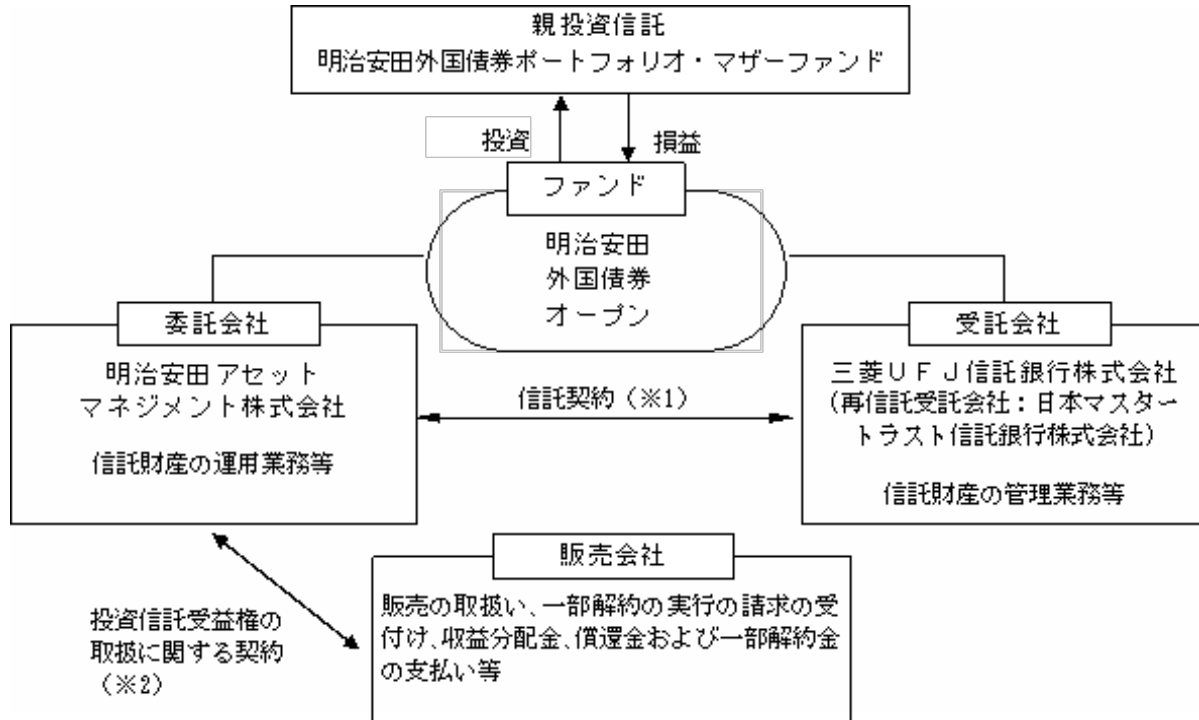 親投資信託
明治安田外国債券ポートフォリオ・マザーファンド
投資
損益
ファンド
明治安田
外国債券
オープン
委託会社
明治安田アセット
マネジメント株式会社
信託財産の運用業務等
信託契約（※1）
受託会社
三菱ＵＦＪ信託銀行株式会社
（再信託受託会社：日本マスター
トラスト信託銀行株式会社）
信託財産の管理業務等
投資信託受益権の
取扱に関する契約
（※2）
販売会社
販売の取扱い、一部解約の実行の請求の受
付け、収益分配金、償還金および一部解約金
の支払い等